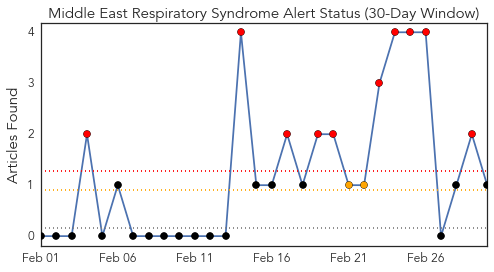 Middle East Respiratory Syndrome Alert Status (30-Day Window)
Articles Found
4
3
2
1
0
Feb 01
Feb 06
Feb 11
Feb 16
Feb 21
Feb 26